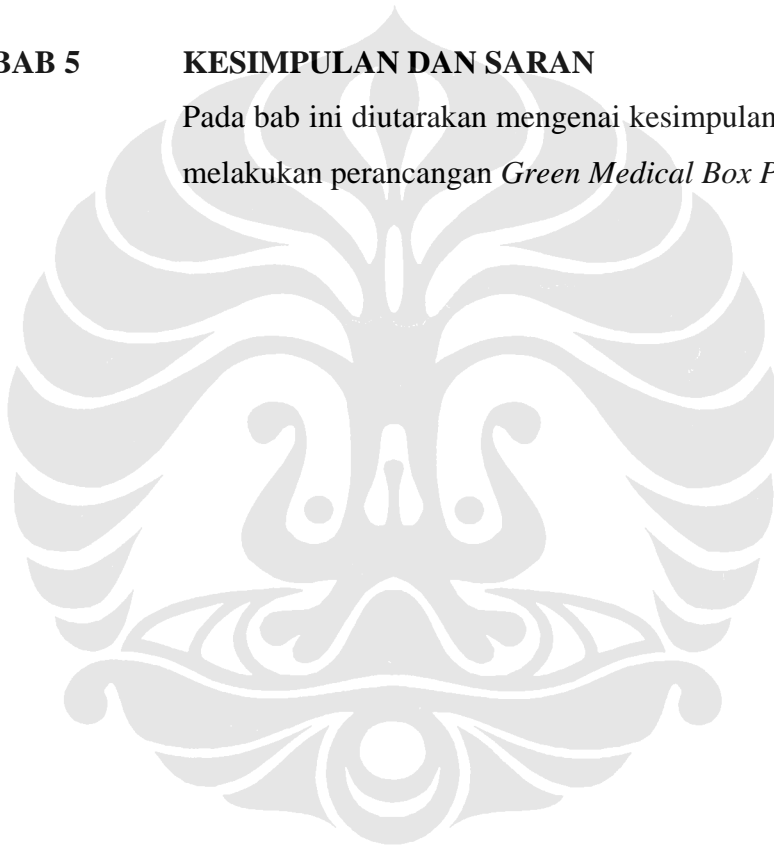 BAB 5 KESIMPULAN DAN SARAN
Pada bab ini diutarakan mengenai kesimpulan
melakukan perancangan Green Medical Box P